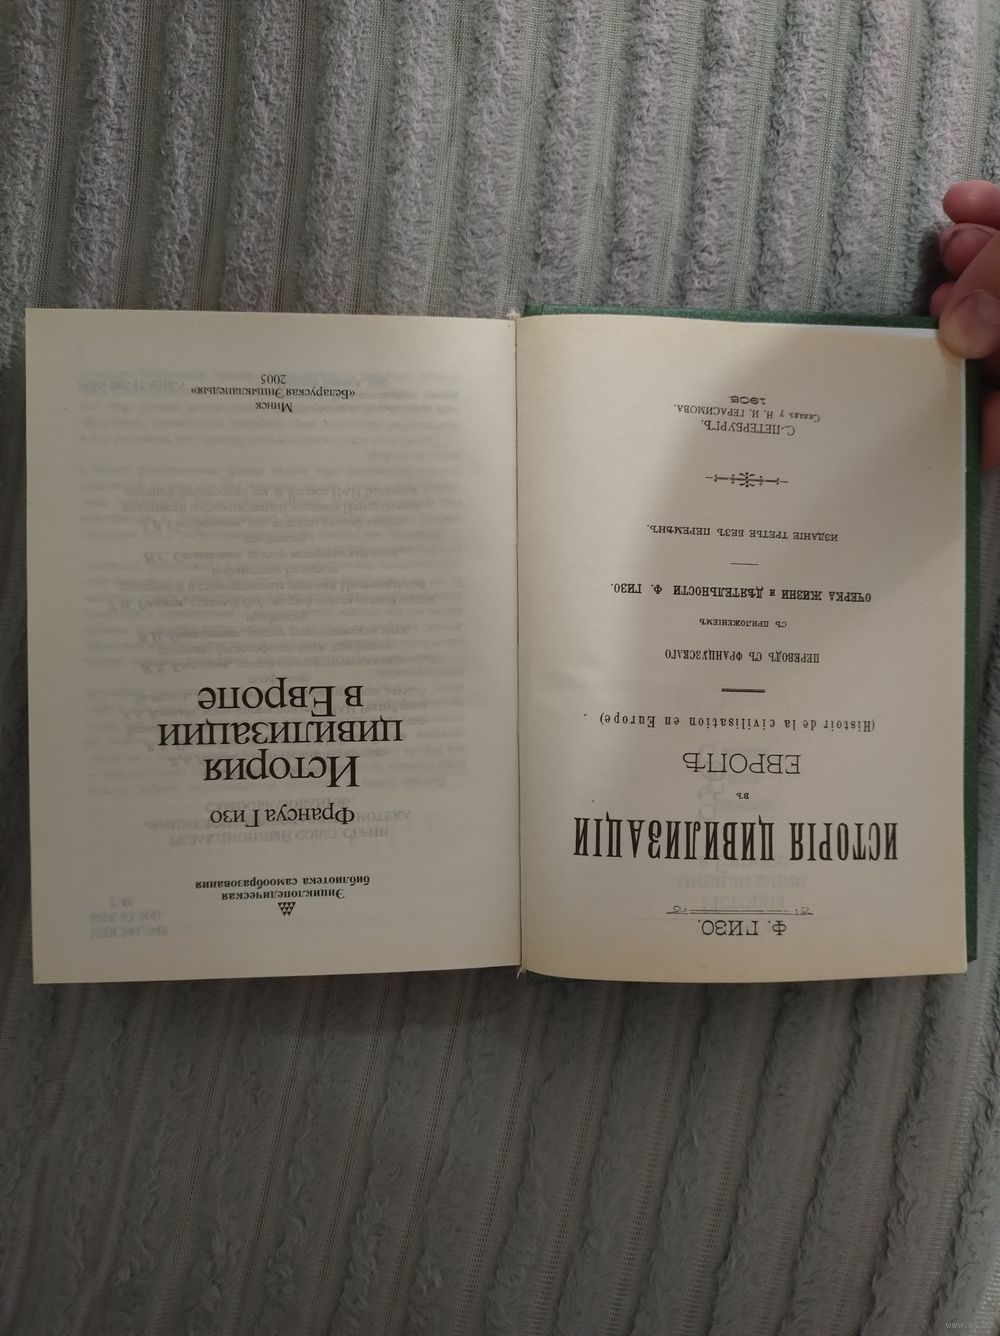 Ф. ГИЗО.
ИСТОРІЯ ЦИВИЛИЗАЦІИ
въ
ЕВРОПѢ
(Histoir de la civilisation en Europe)
ПЕРЕВОДЪ СЪ ФРАНЦУЗСКАГО
СЪ ПРИЛОЖЕНІЕМЪ
ОЧЕРКА ЖИЗНИ и ДѢЯТЕЛЬНОСТИ Ф. ГИЗО.
ИЗДАНІЕ ТРЕТЬЕ БЕЗЪ ПЕРЕМѢНЪ.
С.-ПЕТЕРБУРГЪ.
Складъ у Н. И. ГЕРАСИМОВА.
1905
Энциклопедическая
библиотека самообразования
Франсуа Гизо
История
цивилизации
в Европе
Минск
«Беларуская Энцыклапедыя»
2005